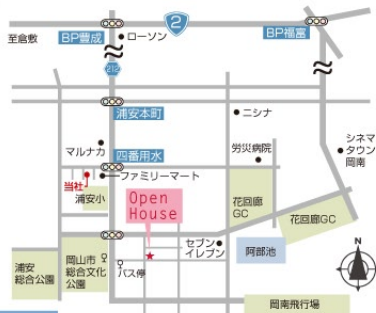 2
至倉敷
BP豊成
ローソン
BP福富
212
浦安本町
ニシナ
マルナカ
四番用水
労災病院
シネマ
タウン
岡南
当社
ファミリーマート
浦安小
Open
House
花回廊
GC
花回廊GC
セブン
イレブン
阿部池
浦安
総合公園
岡山市
総合文化
公園
バス停
N
岡南飛行場